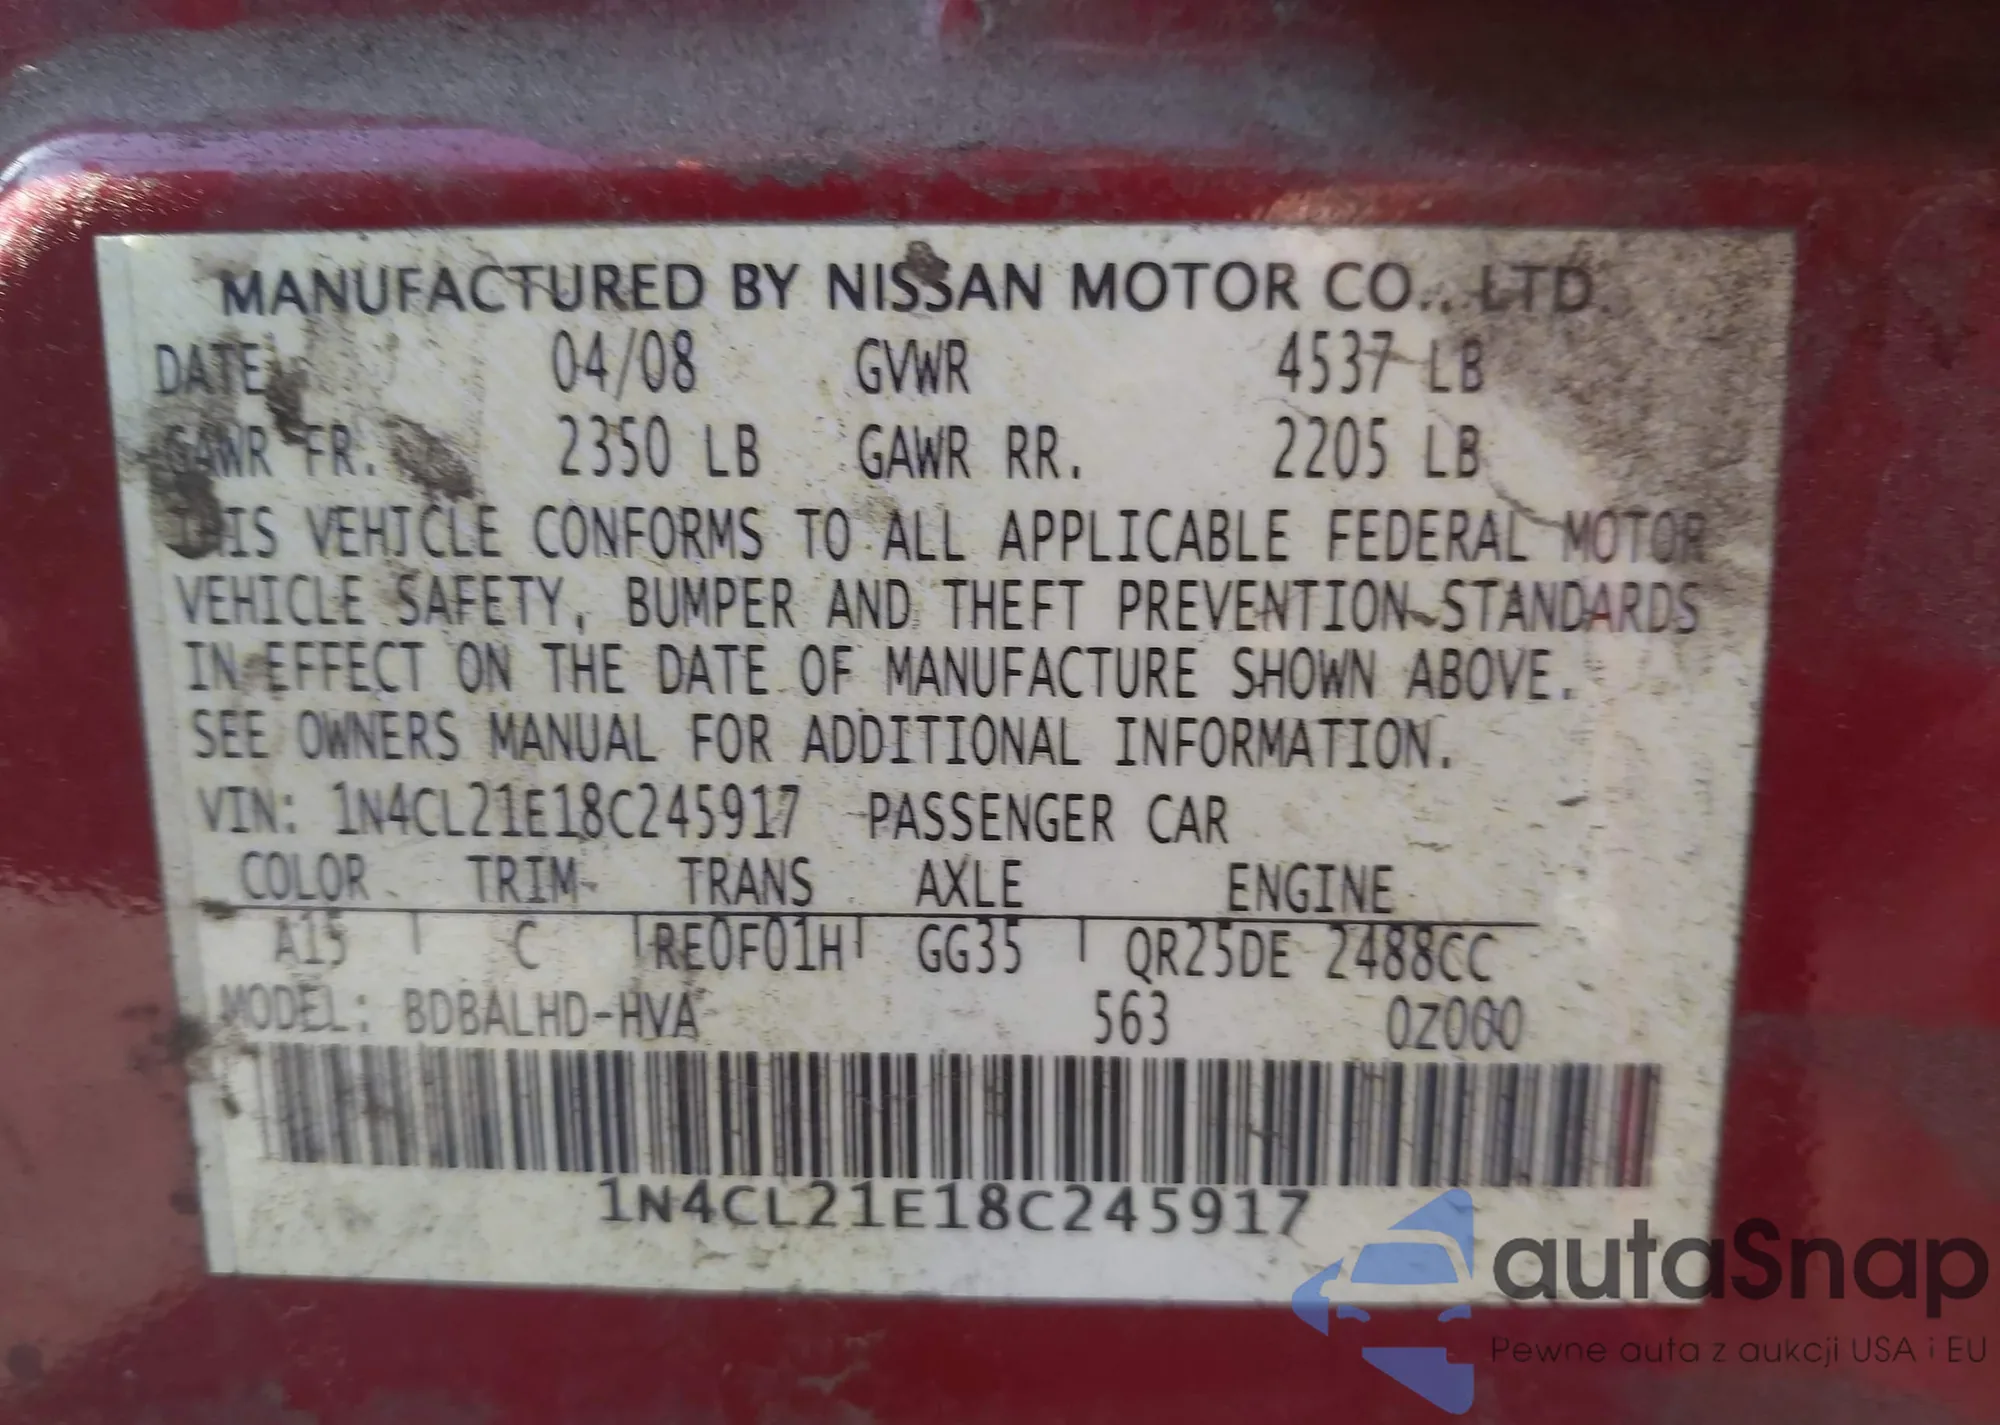 MANUFACTURED BY NISSAN MOTOR CO., LTD.
DATE 04/08 GVWR 4537 LB
GAWR FR. 2350 LB GAWR RR. 2205 LB
THIS VEHICLE CONFORMS TO ALL APPLICABLE FEDERAL MOTOR
VEHICLE SAFETY, BUMPER AND THEFT PREVENTION STANDARDS
IN EFFECT ON THE DATE OF MANUFACTURE SHOWN ABOVE.
SEE OWNERS MANUAL FOR ADDITIONAL INFORMATION.
VIN: 1N4CL21E18C245917 PASSENGER CAR
COLOR TRIM TRANS AXLE ENGINE
A15 C RE0F01H GG35 QR25DE 2488CC
MODEL: BDBALHD-HVA 563 0Z000
1N4CL21E18C245917
autaSnap
Pewne auta z aukcji USA i EU